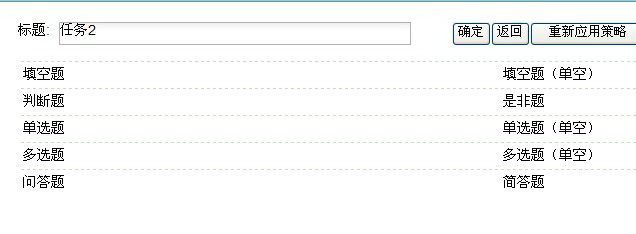 标题: 任务2 确定 返回 重新应用策略
填空题 填空题（单空）
判断题 是非题
单选题 单选题（单空）
多选题 多选题（单空）
问答题 简答题